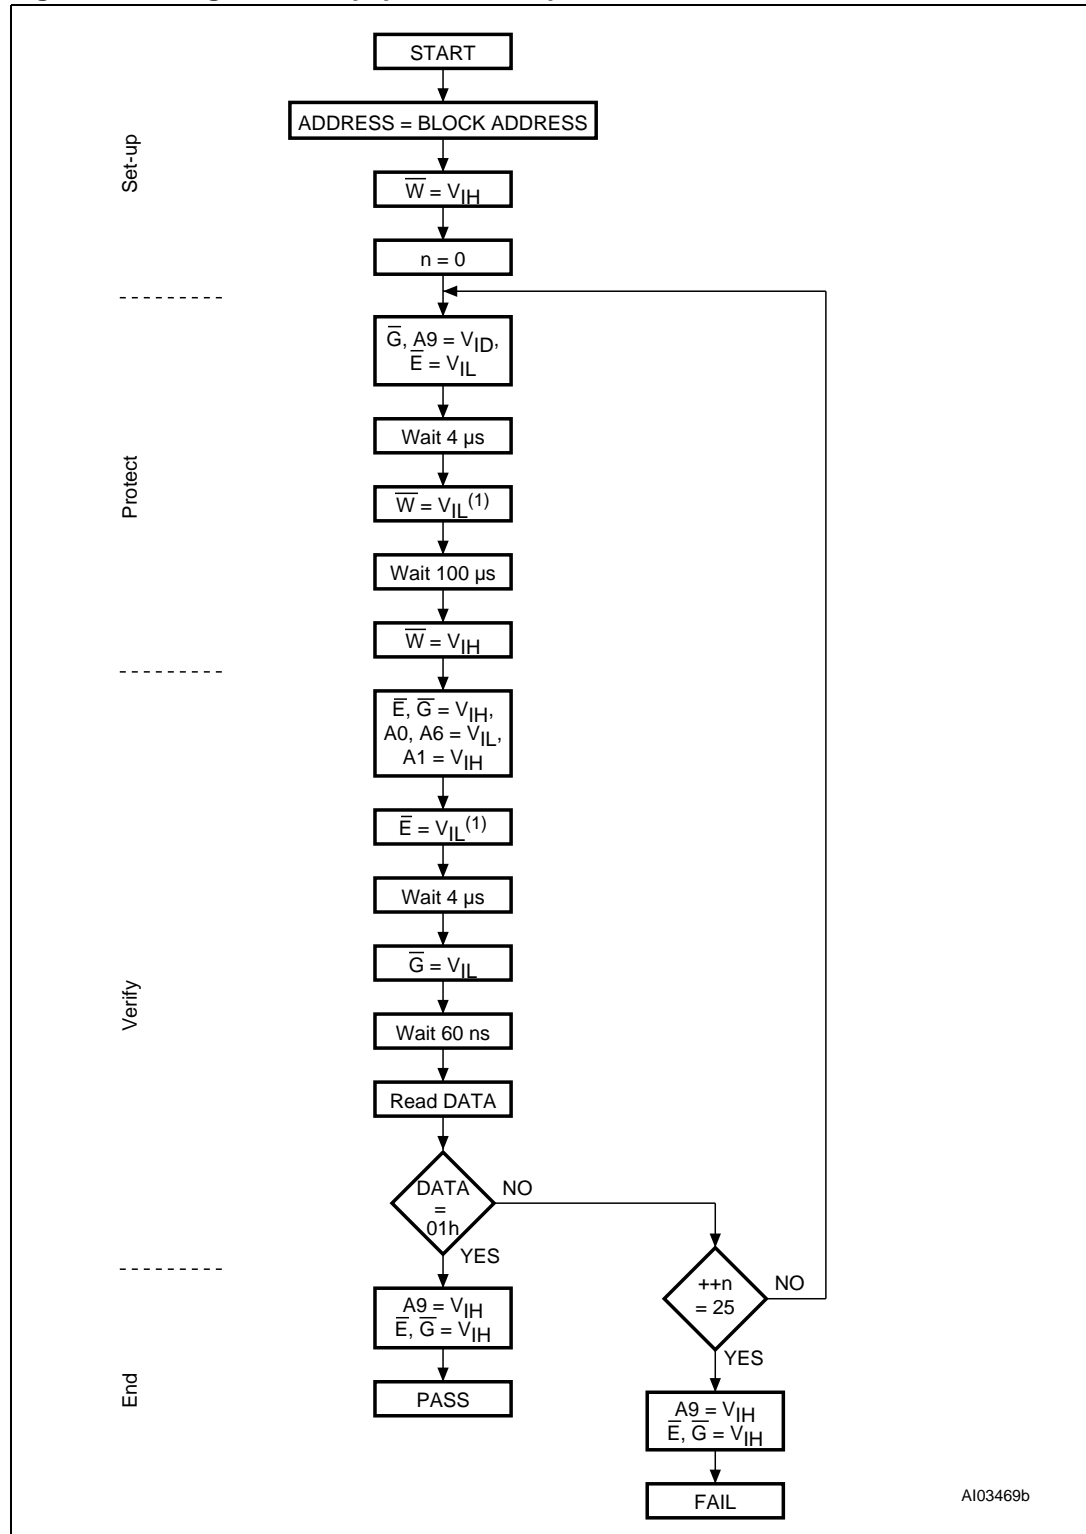 START
ADDRESS = BLOCK ADDRESS
Set-up
W̅ = VIH
n = 0
G̅, A9 = VID,
E̅ = VIL
Wait 4 µs
Protect
W̅ = VIL(1)
Wait 100 µs
W̅ = VIH
E̅, G̅ = VIH,
A0, A6 = VIL,
A1 = VIH
E̅ = VIL(1)
Wait 4 µs
G̅ = VIL
Verify
Wait 60 ns
Read DATA
DATA
=
01h
NO
YES
++n
= 25
NO
YES
A9 = VIH
E̅, G̅ = VIH
End
PASS
A9 = VIH
E̅, G̅ = VIH
FAIL
AI03469b